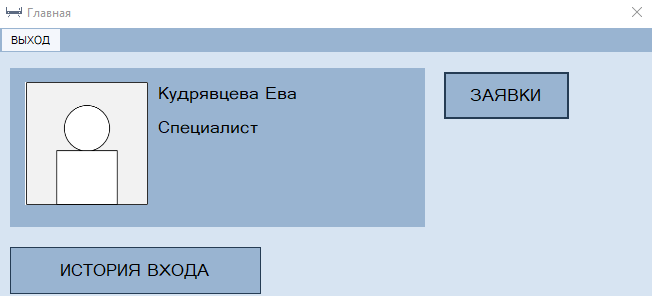 Главная
ВЫХОД
Кудрявцева Ева
Специалист
ЗАЯВКИ
ИСТОРИЯ ВХОДА